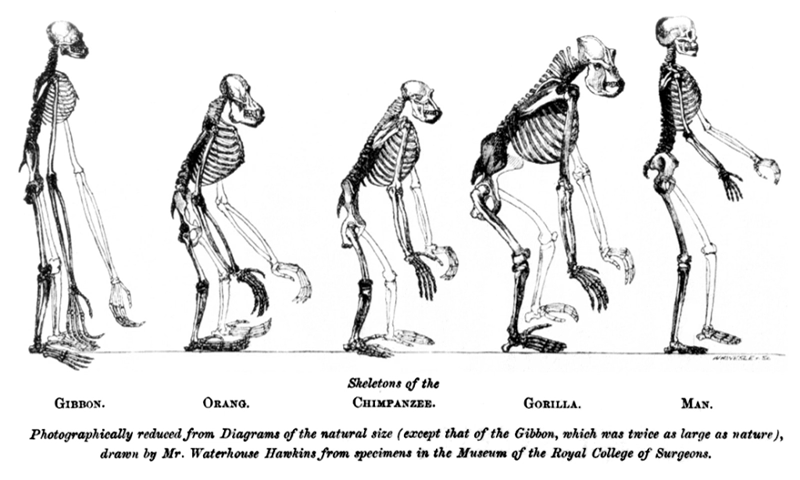 Skeletons of the
GIBBON. ORANG. CHIMPANZEE. GORILLA. MAN.
Photographically reduced from Diagrams of the natural size (except that of the Gibbon, which was twice as large as nature),
drawn by Mr. Waterhouse Hawkins from specimens in the Museum of the Royal College of Surgeons.